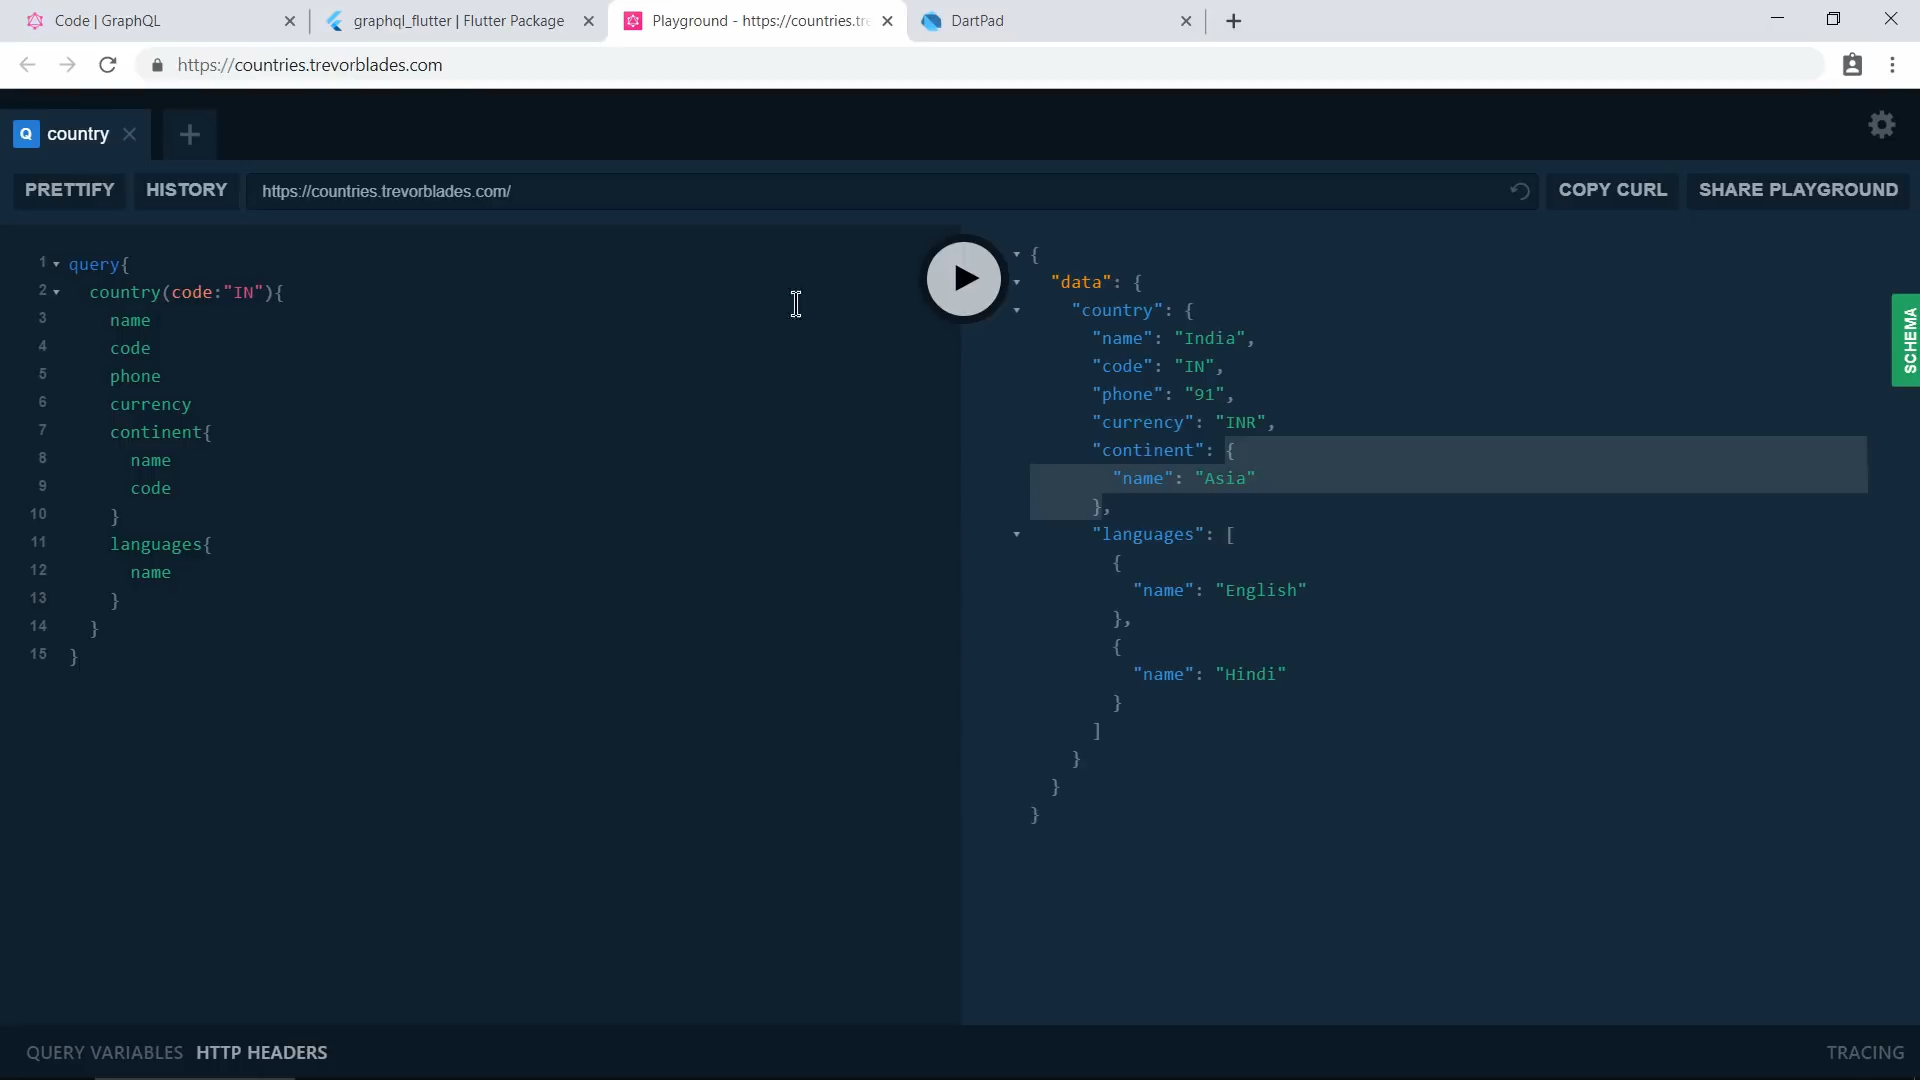 Code | GraphQL
graphql_flutter | Flutter Package
Playground - https://countries.tre
DartPad
https://countries.trevorblades.com
Q country
PRETTIFY
HISTORY
https://countries.trevorblades.com/
COPY CURL
SHARE PLAYGROUND
1 query{
2 country(code:"IN"){
3 name
4 code
5 phone
6 currency
7 continent{
8 name
9 code
10 }
11 languages{
12 name
13 }
14 }
15 }
{
"data": {
"country": {
"name": "India",
"code": "IN",
"phone": "91",
"currency": "INR",
"continent": {
"name": "Asia"
},
"languages": [
{
"name": "English"
},
{
"name": "Hindi"
}
]
}
}
}
SCHEMA
QUERY VARIABLES
HTTP HEADERS
TRACING